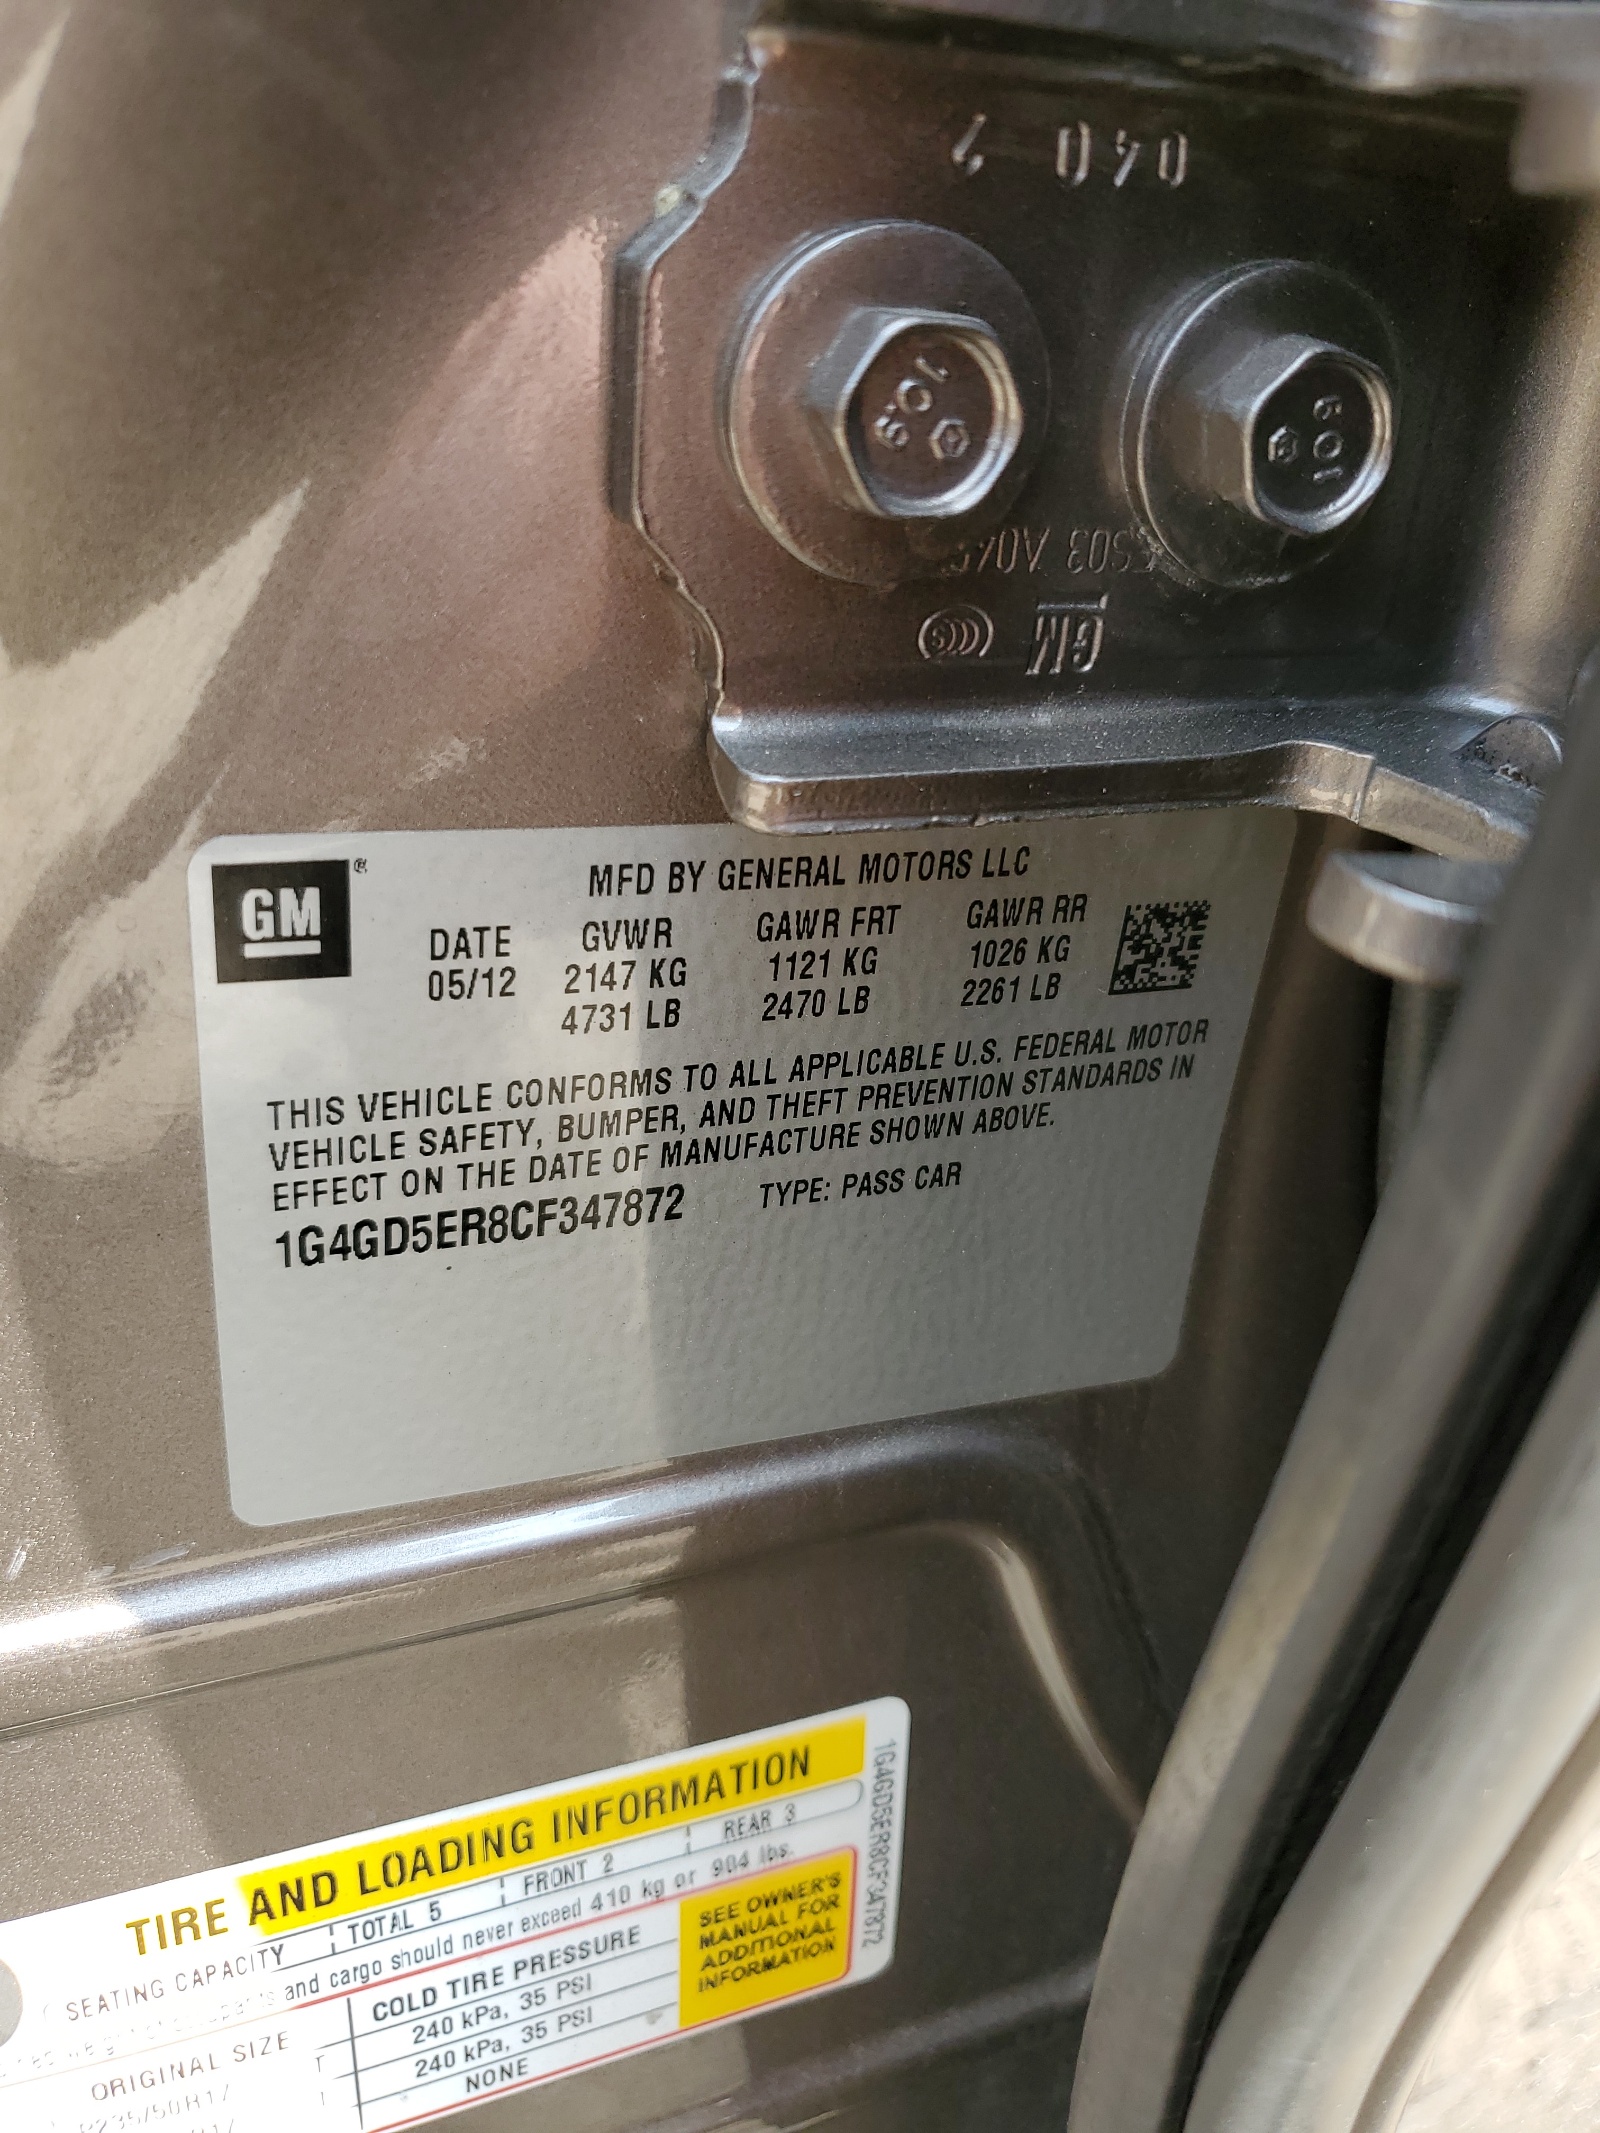 040
10.9
10.9
GM
GM ®
MFD BY GENERAL MOTORS LLC
DATE GVWR GAWR FRT GAWR RR
05/12 2147 KG 1121 KG 1026 KG
4731 LB 2470 LB 2261 LB
THIS VEHICLE CONFORMS TO ALL APPLICABLE U.S. FEDERAL MOTOR
VEHICLE SAFETY, BUMPER, AND THEFT PREVENTION STANDARDS IN
EFFECT ON THE DATE OF MANUFACTURE SHOWN ABOVE.
1G4GD5ER8CF347872 TYPE: PASS CAR
TIRE AND LOADING INFORMATION
SEATING CAPACITY TOTAL 5 FRONT 2 REAR 3
and cargo should never exceed 410 kg or 904 lbs.
ORIGINAL SIZE COLD TIRE PRESSURE
P235/50R17 240 kPa, 35 PSI
240 kPa, 35 PSI
NONE
SEE OWNER'S
MANUAL FOR
ADDITIONAL
INFORMATION
1G4GD5ER8CF347872